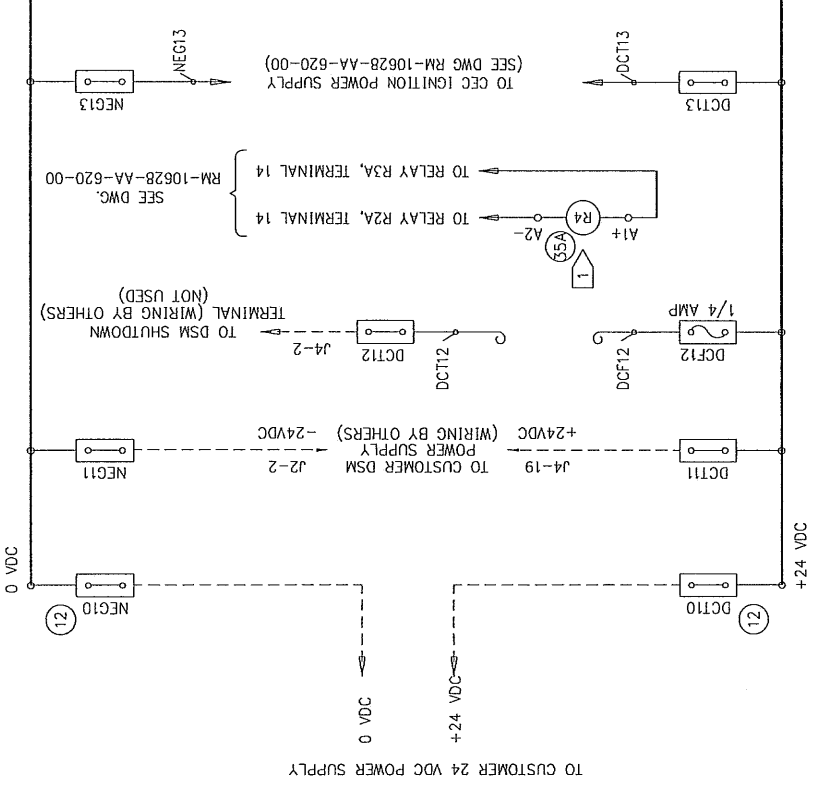 TO CUSTOMER 24 VDC POWER SUPPLY
+24 VDC
0 VDC
+24 VDC
0 VDC
12
12
DCT10
NEG10
DCT11
J4-19
+24VDC
TO CUSTOMER DSM
POWER SUPPLY
(WIRING BY OTHERS)
J2-2
-24VDC
NEG11
DCF12
1/4 AMP
DCF12
DCT12
DCT12
J4-2
TO DSM SHUTDOWN
TERMINAL (WIRING BY OTHERS)
(NOT USED)
1
35A
A1+
R4
A2-
TO RELAY R2A, TERMINAL 14
TO RELAY R3A, TERMINAL 14
SEE DWG.
RM-10628-AA-620-00
DCT13
DCT13
TO CEC IGNITION POWER SUPPLY
(SEE DWG RM-10628-AA-620-00)
NEG13
NEG13